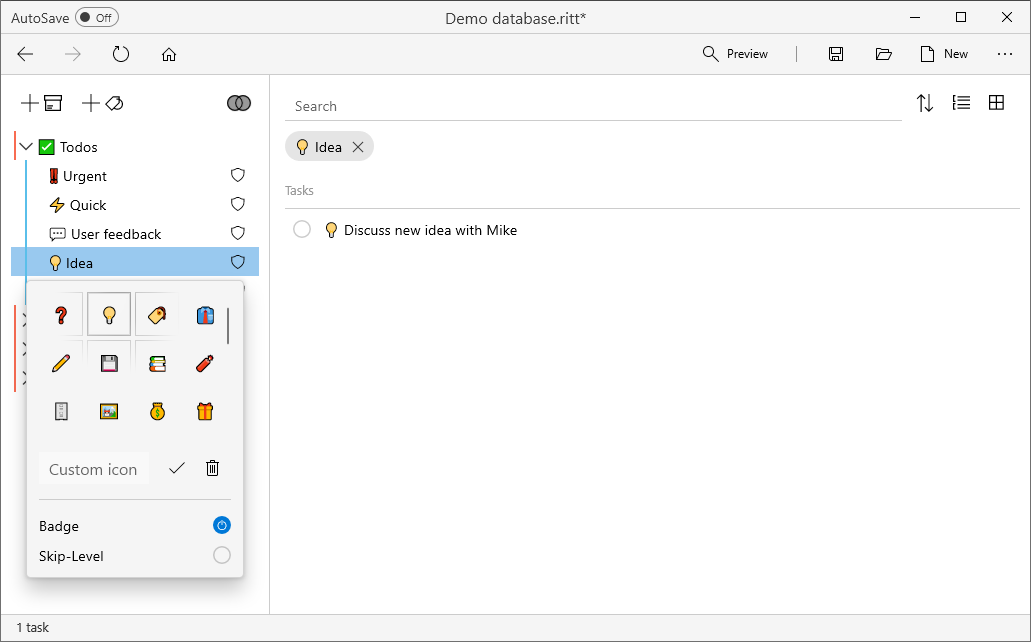 AutoSave Off Demo database.ritt*
Preview New
Search
Todos
Idea
Urgent
Tasks
Quick
User feedback
Discuss new idea with Mike
Idea
Custom icon
Badge
Skip-Level
1 task